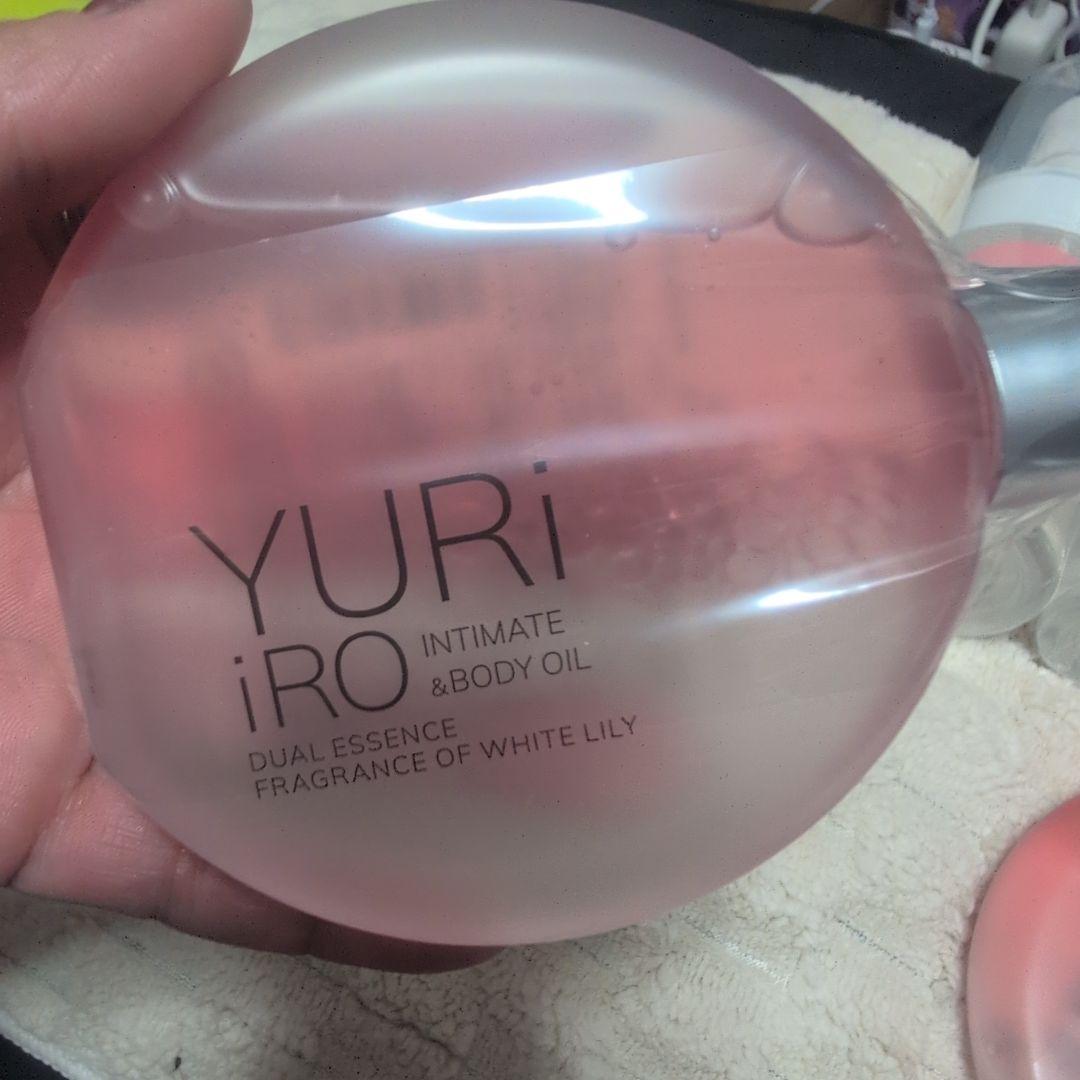 YURi
iRO
INTIMATE
&BODY OIL
DUAL ESSENCE
FRAGRANCE OF WHITE LILY